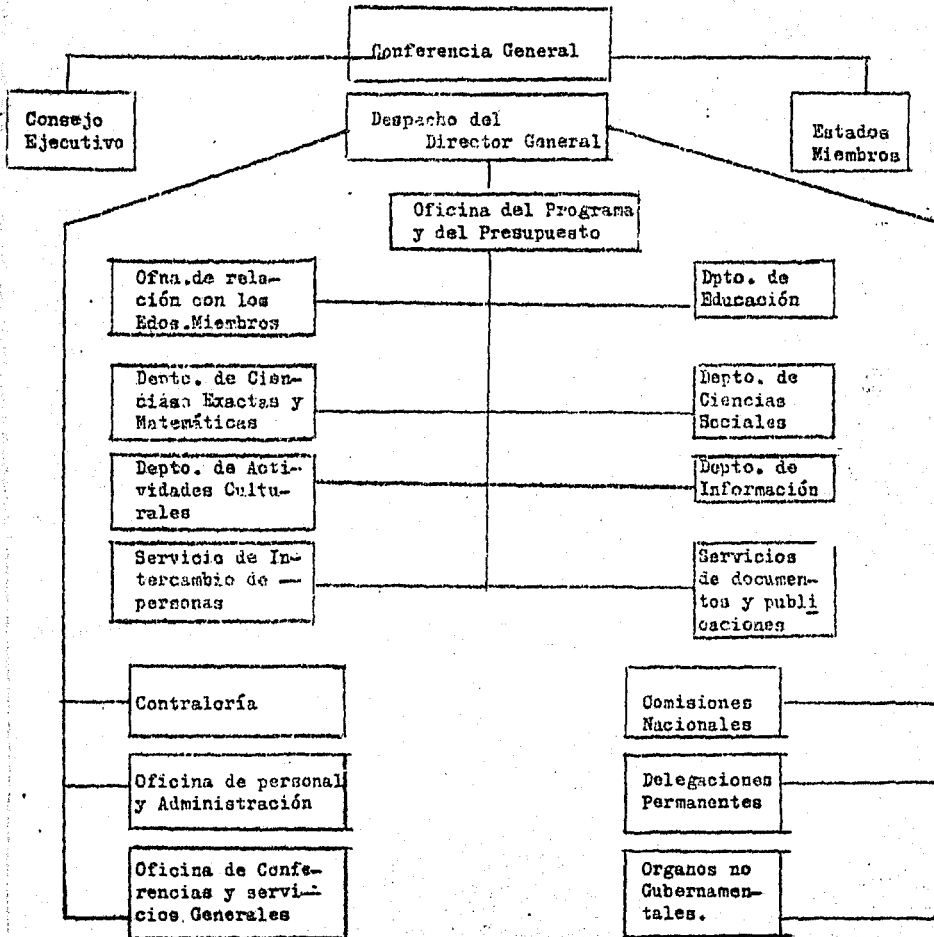 Conferencia General
Consejo
Ejecutivo
Despacho del
Director General
Estados
Miembros
Oficina del Programa
y del Presupuesto
Ofna.de rela-
ción con los
Edos.Miembros
Dpto. de
Educación
Depto. de Cien-
ciasa Exactas y
Matemáticas
Depto. de
Ciencias
Sociales
Depto. de Acti-
vidades Cultu-
rales
Depto. de
Información
Servicio de In-
tercambio de —
personas
Servicios
de documen-
tos y publi
caciones
Contraloría
Comisiones
Nacionales
Oficina de personal
y Administración
Delegaciones
Permanentes
Oficina de Confe-
rencias y servi-
cios Generales
Organos no
Gubernamen-
tales.